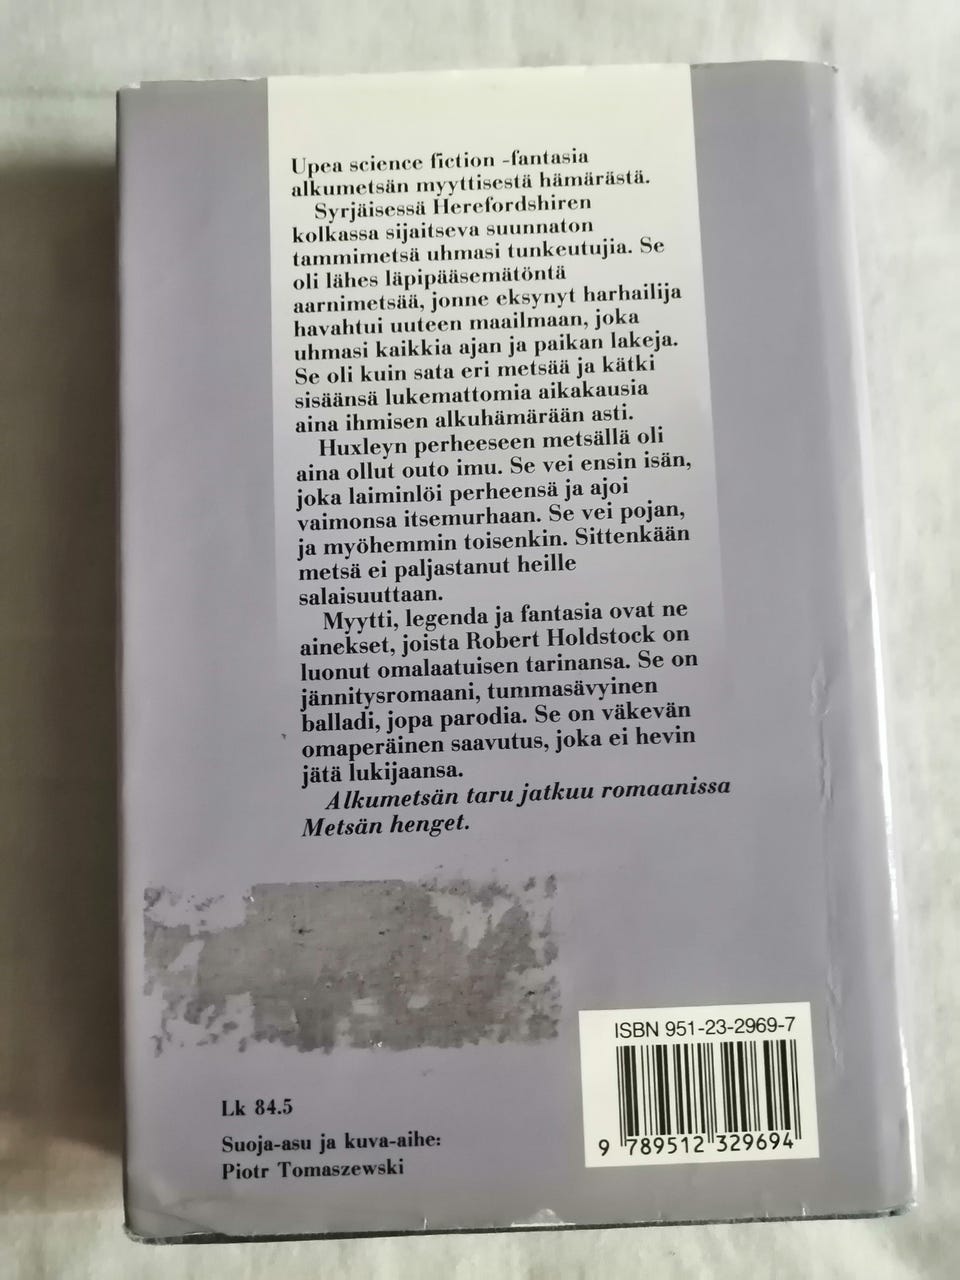 Upea science fiction -fantasia
alkumetsän myyttisestä hämärästä.
Syrjäisessä Herefordshiren
kolkassa sijaitseva suunnaton
tammimetsä uhmasi tunkeutujia. Se
oli lähes läpipääsemätöntä
aarnimetsää, jonne eksynyt harhailija
havahtui uuteen maailmaan, joka
uhmasi kaikkia ajan ja paikan lakeja.
Se oli kuin sata eri metsää ja kätki
sisäänsä lukemattomia aikakausia
aina ihmisen alkuhämärään asti.
Huxleyn perheeseen metsällä oli
aina ollut outo imu. Se vei ensin isän,
joka laiminlöi perheensä ja ajoi
vaimonsa itsemurhaan. Se vei pojan,
ja myöhemmin toisenkin. Sittenkään
metsä ei paljastanut heille
salaisuuttaan.
Myytti, legenda ja fantasia ovat ne
ainekset, joista Robert Holdstock on
luonut omalaatuisen tarinansa. Se on
jännitysromaani, tummasävyinen
balladi, jopa parodia. Se on väkevän
omaperäinen saavutus, joka ei hevin
jätä lukijaansa.
Alkumetsän taru jatkuu romaanissa
Metsän henget.
ISBN 951-23-2969-7
9 789512 329694
Lk 84.5
Suoja-asu ja kuva-aihe:
Piotr Tomaszewski